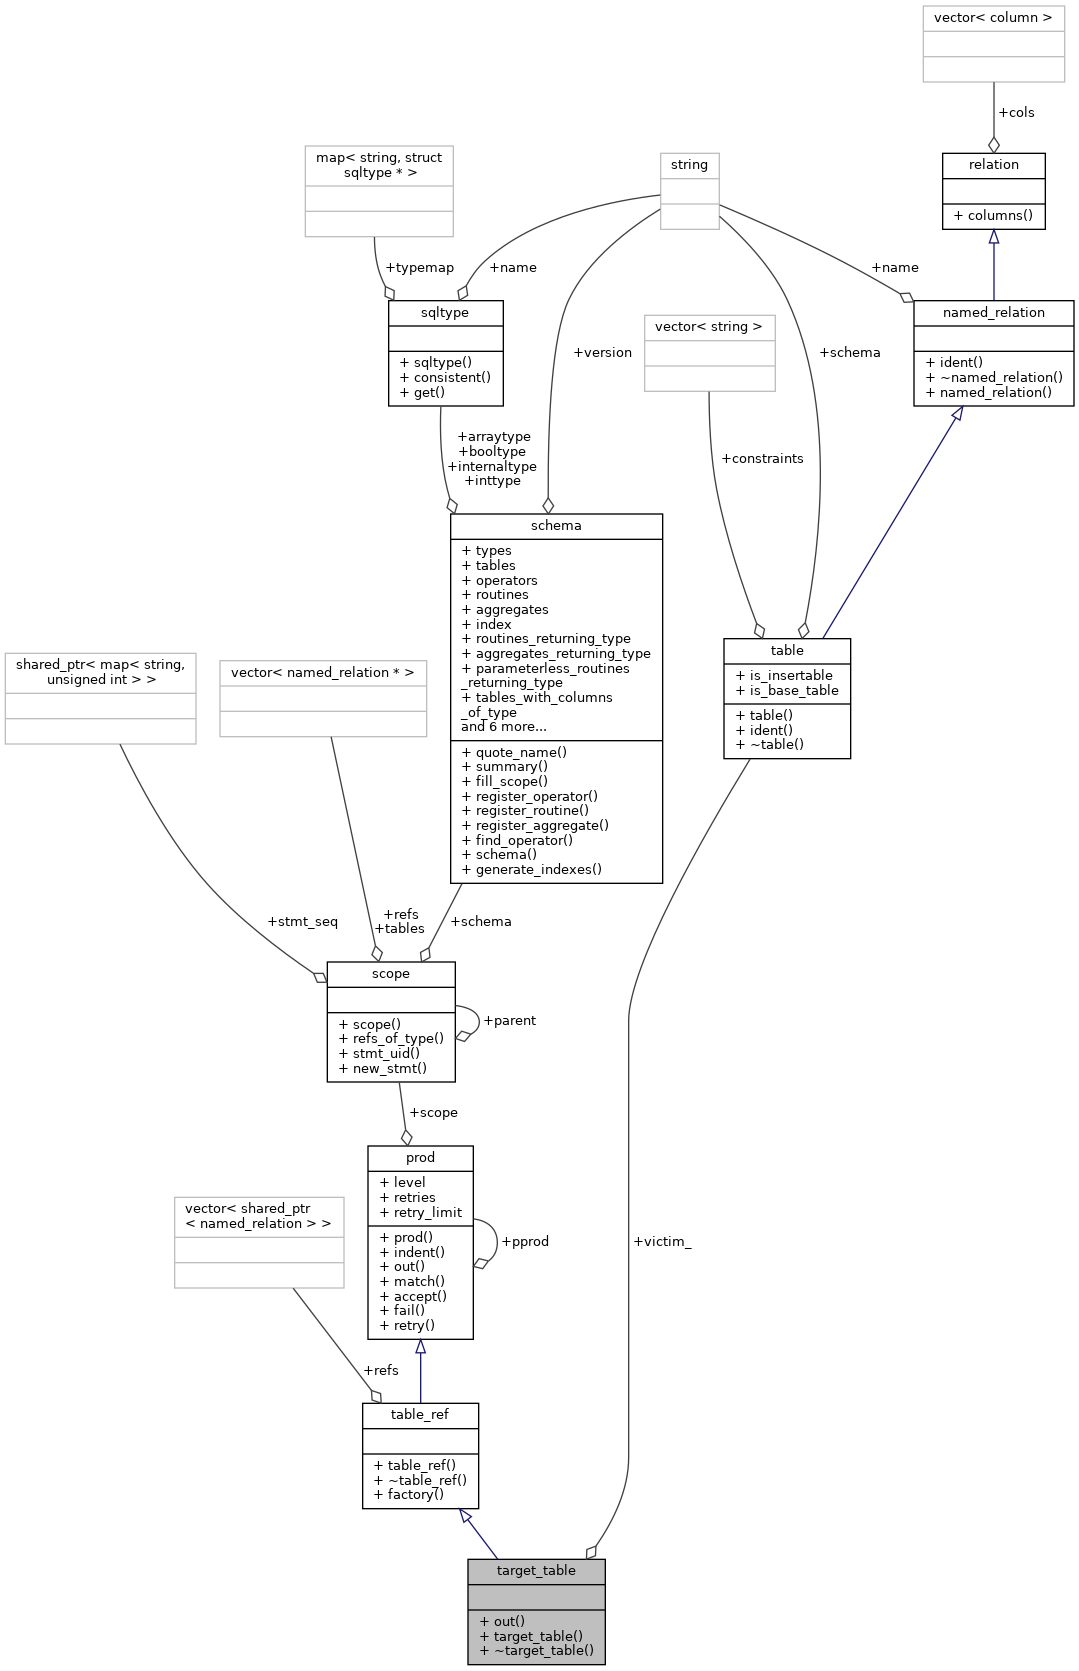 vector< column >
+cols
map< string, struct
sqltype * >
string
relation
+ columns()
+typemap
+name
+name
sqltype
+ sqltype()
+ consistent()
+ get()
vector< string >
+version
+schema
named_relation
+ ident()
+ ~named_relation()
+ named_relation()
+arraytype
+booltype
+internaltype
+inttype
+constraints
schema
+ types
+ tables
+ operators
+ routines
+ aggregates
+ index
+ routines_returning_type
+ aggregates_returning_type
+ parameterless_routines
_returning_type
+ tables_with_columns
_of_type
and 6 more...
+ quote_name()
+ summary()
+ fill_scope()
+ register_operator()
+ register_routine()
+ register_aggregate()
+ find_operator()
+ schema()
+ generate_indexes()
table
+ is_insertable
+ is_base_table
+ table()
+ ident()
+ ~table()
shared_ptr< map< string,
unsigned int > >
vector< named_relation * >
+stmt_seq
+refs
+tables
+schema
scope
+ scope()
+ refs_of_type()
+ stmt_uid()
+ new_stmt()
+parent
+scope
prod
+ level
+ retries
+ retry_limit
+ prod()
+ indent()
+ out()
+ match()
+ accept()
+ fail()
+ retry()
+pprod
+victim_
vector< shared_ptr
< named_relation > >
+refs
table_ref
+ table_ref()
+ ~table_ref()
+ factory()
target_table
+ out()
+ target_table()
+ ~target_table()